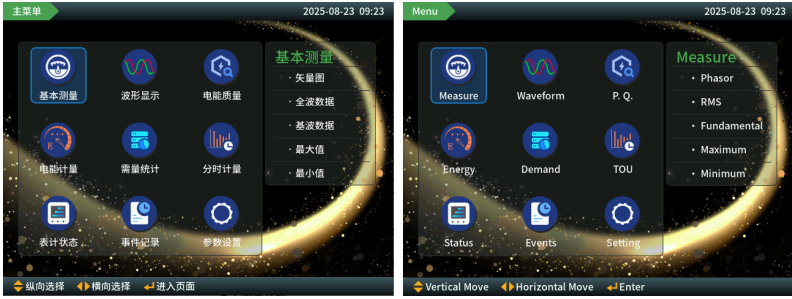 主菜单
2025-08-23 09:23
基本测量
波形显示
电能质量
电能计量
需量统计
分时计量
表计状态
事件记录
参数设置
基本测量
· 矢量图
· 全波数据
· 基波数据
· 最大值
· 最小值
纵向选择 横向选择 进入页面
Menu
2025-08-23 09:23
Measure
Waveform
P. Q.
E
Energy
Demand
TOU
Status
Events
Setting
Measure
· Phasor
· RMS
· Fundamental
· Maximum
· Minimum
Vertical Move Horizontal Move Enter